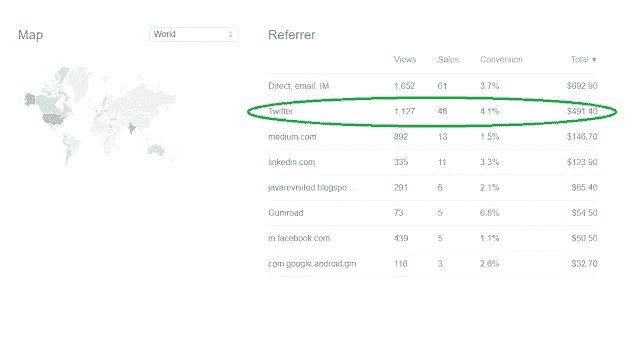 Map
World
Referrer
Views Sales Conversion Total ▼
Direct, email, IM 1,652 61 3.7% $692.90
Twitter 1,127 46 4.1% $491.40
medium.com 892 13 1.5% $146.70
linkedin.com 335 11 3.3% $123.90
javarevisited.blogspo... 291 6 2.1% $65.40
Gumroad 73 5 6.8% $54.50
m.facebook.com 439 5 1.1% $50.50
com.google.android.gm 116 3 2.6% $32.70